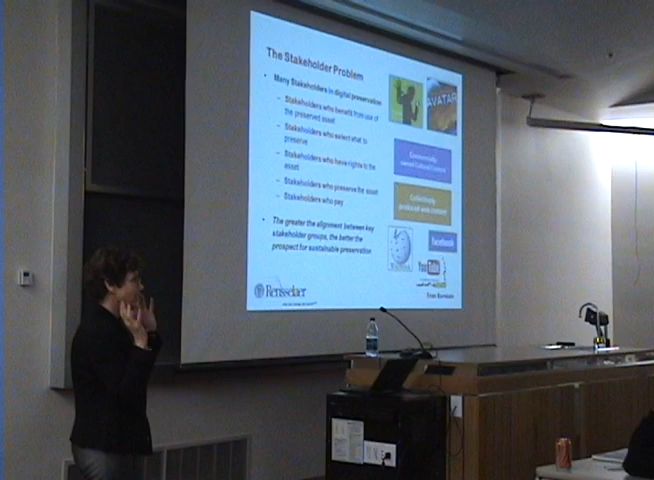 The Stakeholder Problem
• Many Stakeholders in digital preservation
– Stakeholders who benefit from use of
the preserved asset
– Stakeholders who select what to
preserve
– Stakeholders who have rights to the
asset
– Stakeholders who preserve the asset
– Stakeholders who pay
• The greater the alignment between key
stakeholder groups, the better the
prospect for sustainable preservation
AVATAR
Commercially
owned Cultural Content
Collectively
produced web content
Facebook
YouTube
Rensselaer